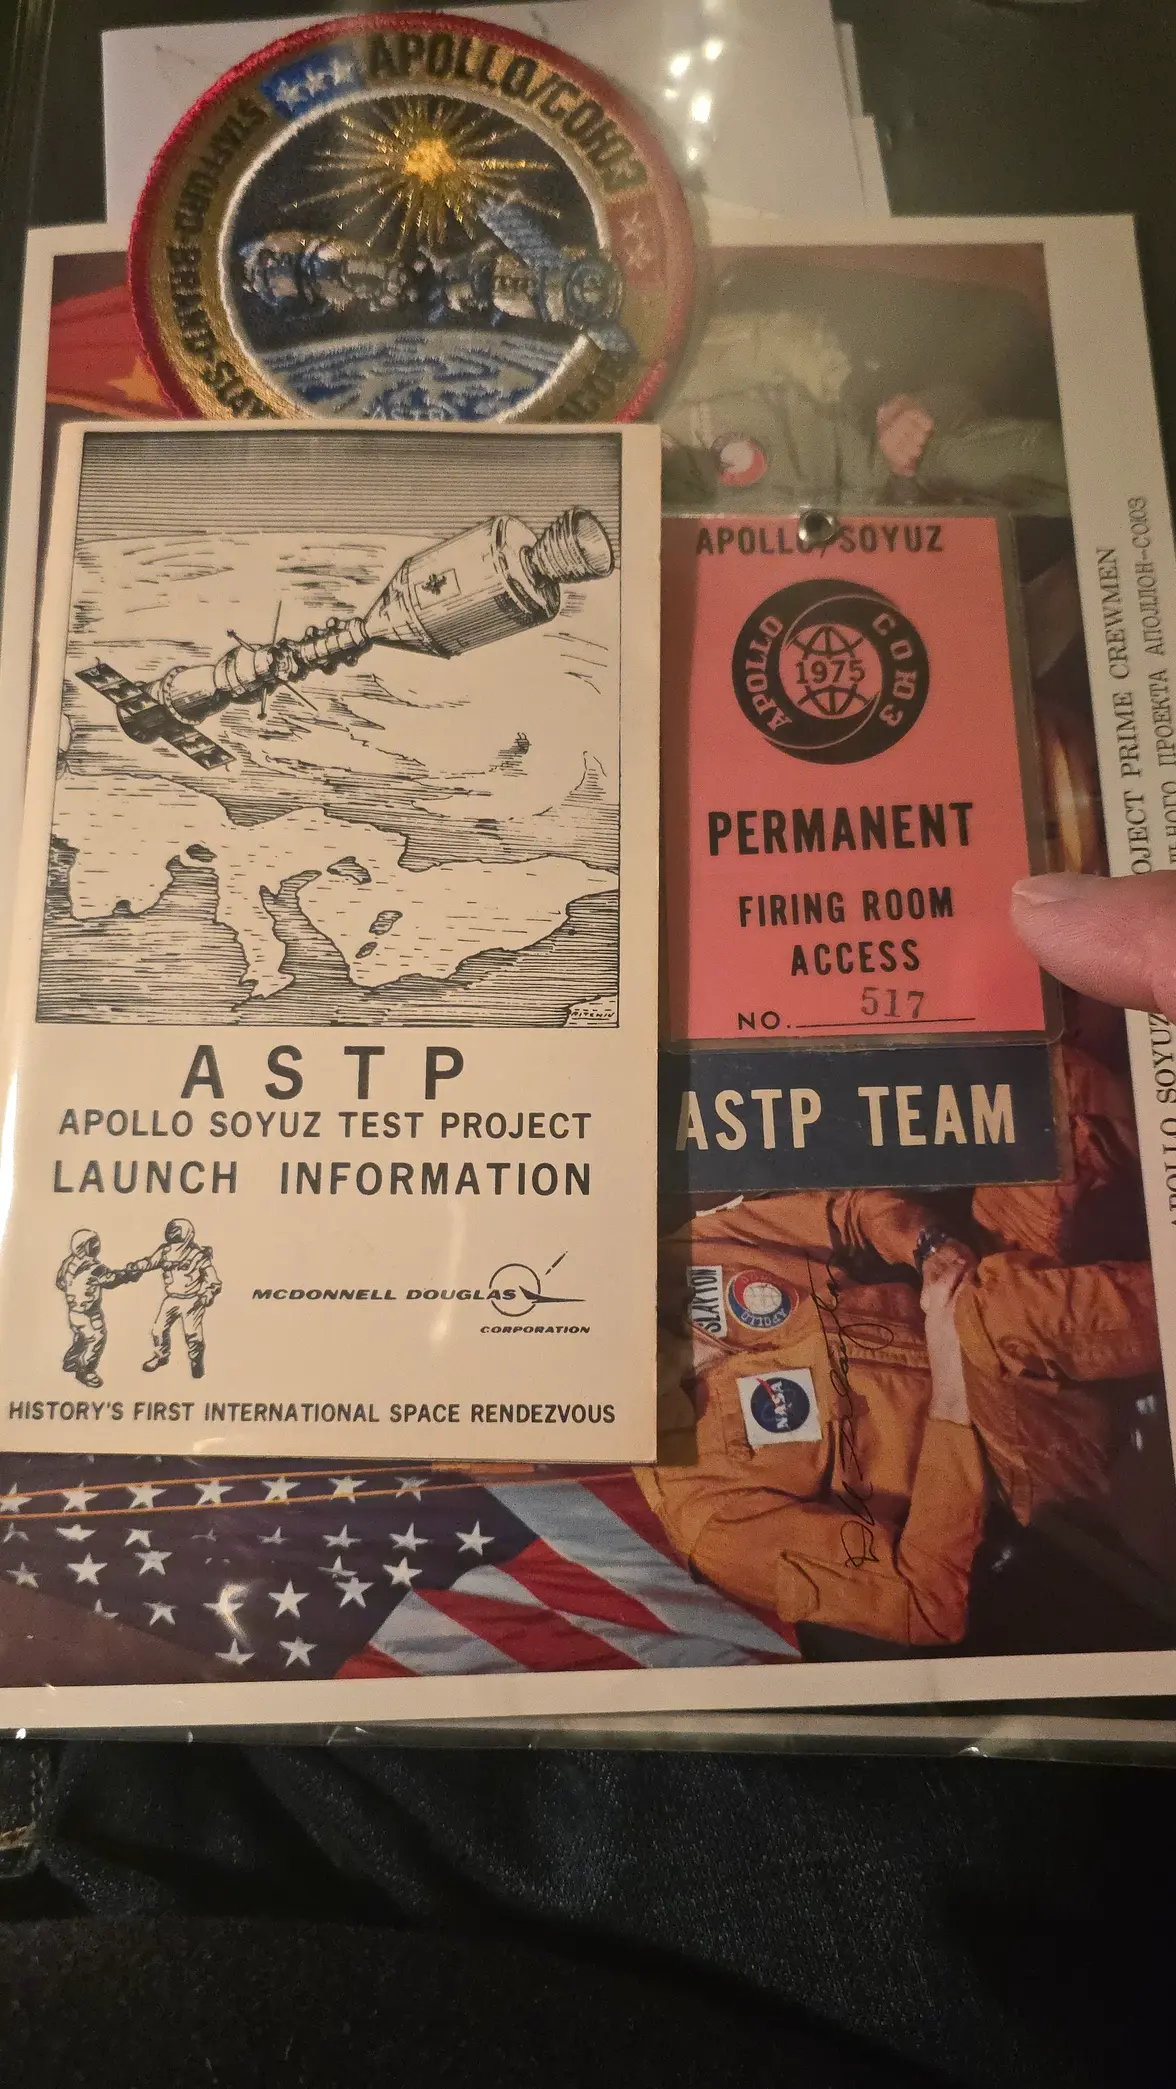 APOLLO/СОЮЗ
STAFFORD
BRAND-SLAY
APOLLO/SOYUZ
APOLLO СОЮЗ
1975
PERMANENT
FIRING ROOM
ACCESS
NO. 517
ASTP TEAM
ASTP
APOLLO SOYUZ TEST PROJECT
LAUNCH INFORMATION
MCDONNELL DOUGLAS
CORPORATION
HISTORY'S FIRST INTERNATIONAL SPACE RENDEZVOUS
SLAYTON
APOLLO
NASA
APOLLO SOYUZ
OJECT PRIME CREWMEN
ПРОЕКТА АПОЛЛОН-СОЮЗ